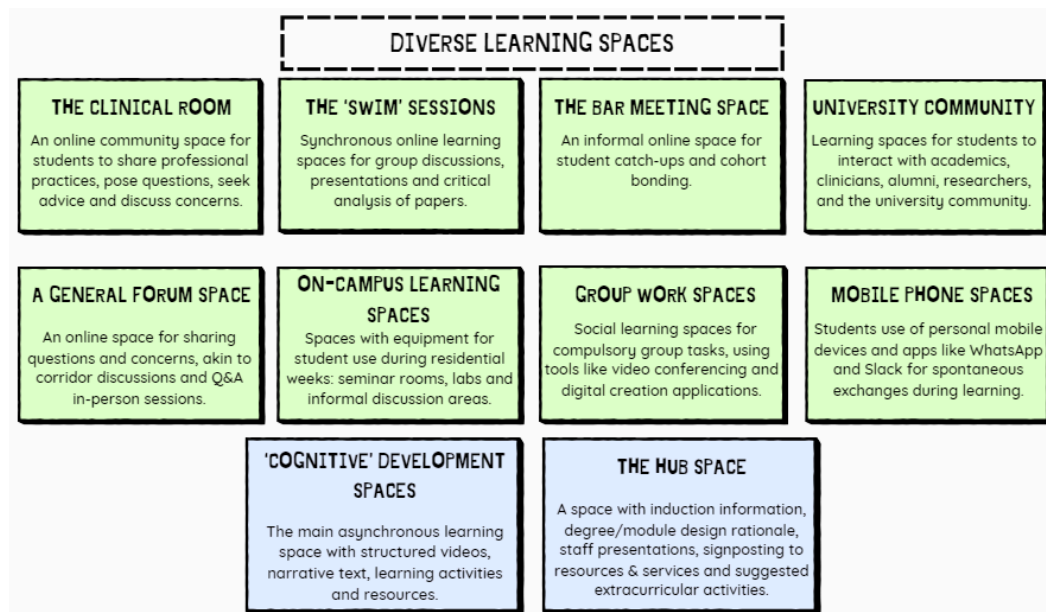 DIVERSE LEARNING SPACES
THE CLINICAL ROOM
An online community space for
students to share professional
practices, pose questions, seek
advice and discuss concerns.
THE 'SWIM' SESSIONS
Synchronous online learning
spaces for group discussions,
presentations and critical
analysis of papers.
THE BAR MEETING SPACE
An informal online space for
student catch-ups and cohort
bonding.
UNIVERSITY COMMUNITY
Learning spaces for students to
interact with academics,
clinicians, alumni, researchers,
and the university community.
A GENERAL FORUM SPACE
An online space for sharing
questions and concerns, akin to
corridor discussions and Q&A
in-person sessions.
ON-CAMPUS LEARNING
SPACES
Spaces with equipment for
student use during residential
weeks: seminar rooms, labs and
informal discussion areas.
GROUP WORK SPACES
Social learning spaces for
compulsory group tasks, using
tools like video conferencing and
digital creation applications.
MOBILE PHONE SPACES
Students use of personal mobile
devices and apps like WhatsApp
and Slack for spontaneous
exchanges during learning.
'COGNITIVE' DEVELOPMENT
SPACES
The main asynchronous learning
space with structured videos,
narrative text, learning activities
and resources.
THE HUB SPACE
A space with induction information,
degree/module design rationale,
staff presentations, signposting to
resources & services and suggested
extracurricular activities.